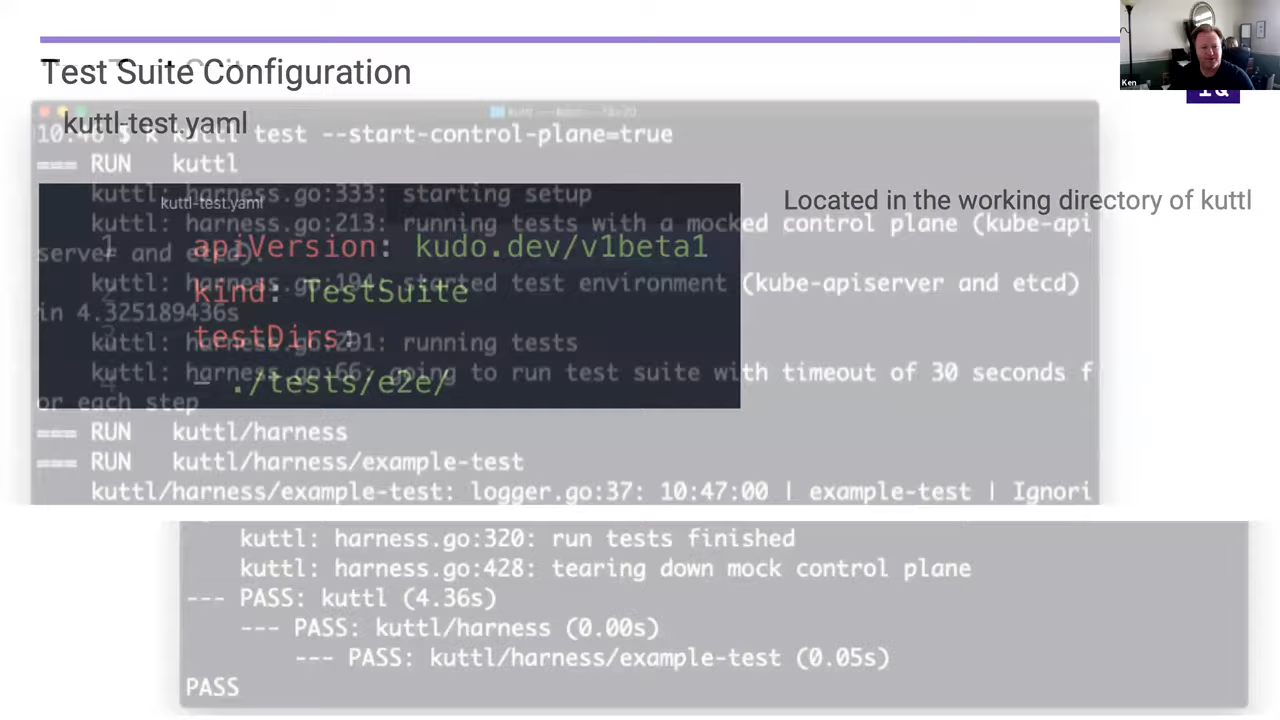 Test Suite Configuration
Ken
kuttl-test.yaml
10:46 $ k kuttl test --start-control-plane=true
=== RUN   kuttl
kuttl: harness.go:333: starting setup
Located in the working directory of kuttl
kuttl-test.yaml
kuttl: harness.go:213: running tests with a mocked control plane (kube-api
server and etcd)
1 apiVersion: kudo.dev/v1beta1
kuttl: harness.go:194: started test environment (kube-apiserver and etcd)
in 4.325189436s
2 kind: TestSuite
3 testDirs:
kuttl: harness.go:291: running tests
kuttl: harness.go:66: going to run test suite with timeout of 30 seconds f
or each step
4 - ./tests/e2e/
=== RUN   kuttl/harness
=== RUN   kuttl/harness/example-test
kuttl/harness/example-test: logger.go:37: 10:47:00 | example-test | Ignori
kuttl: harness.go:320: run tests finished
kuttl: harness.go:428: tearing down mock control plane
--- PASS: kuttl (4.36s)
--- PASS: kuttl/harness (0.00s)
--- PASS: kuttl/harness/example-test (0.05s)
PASS